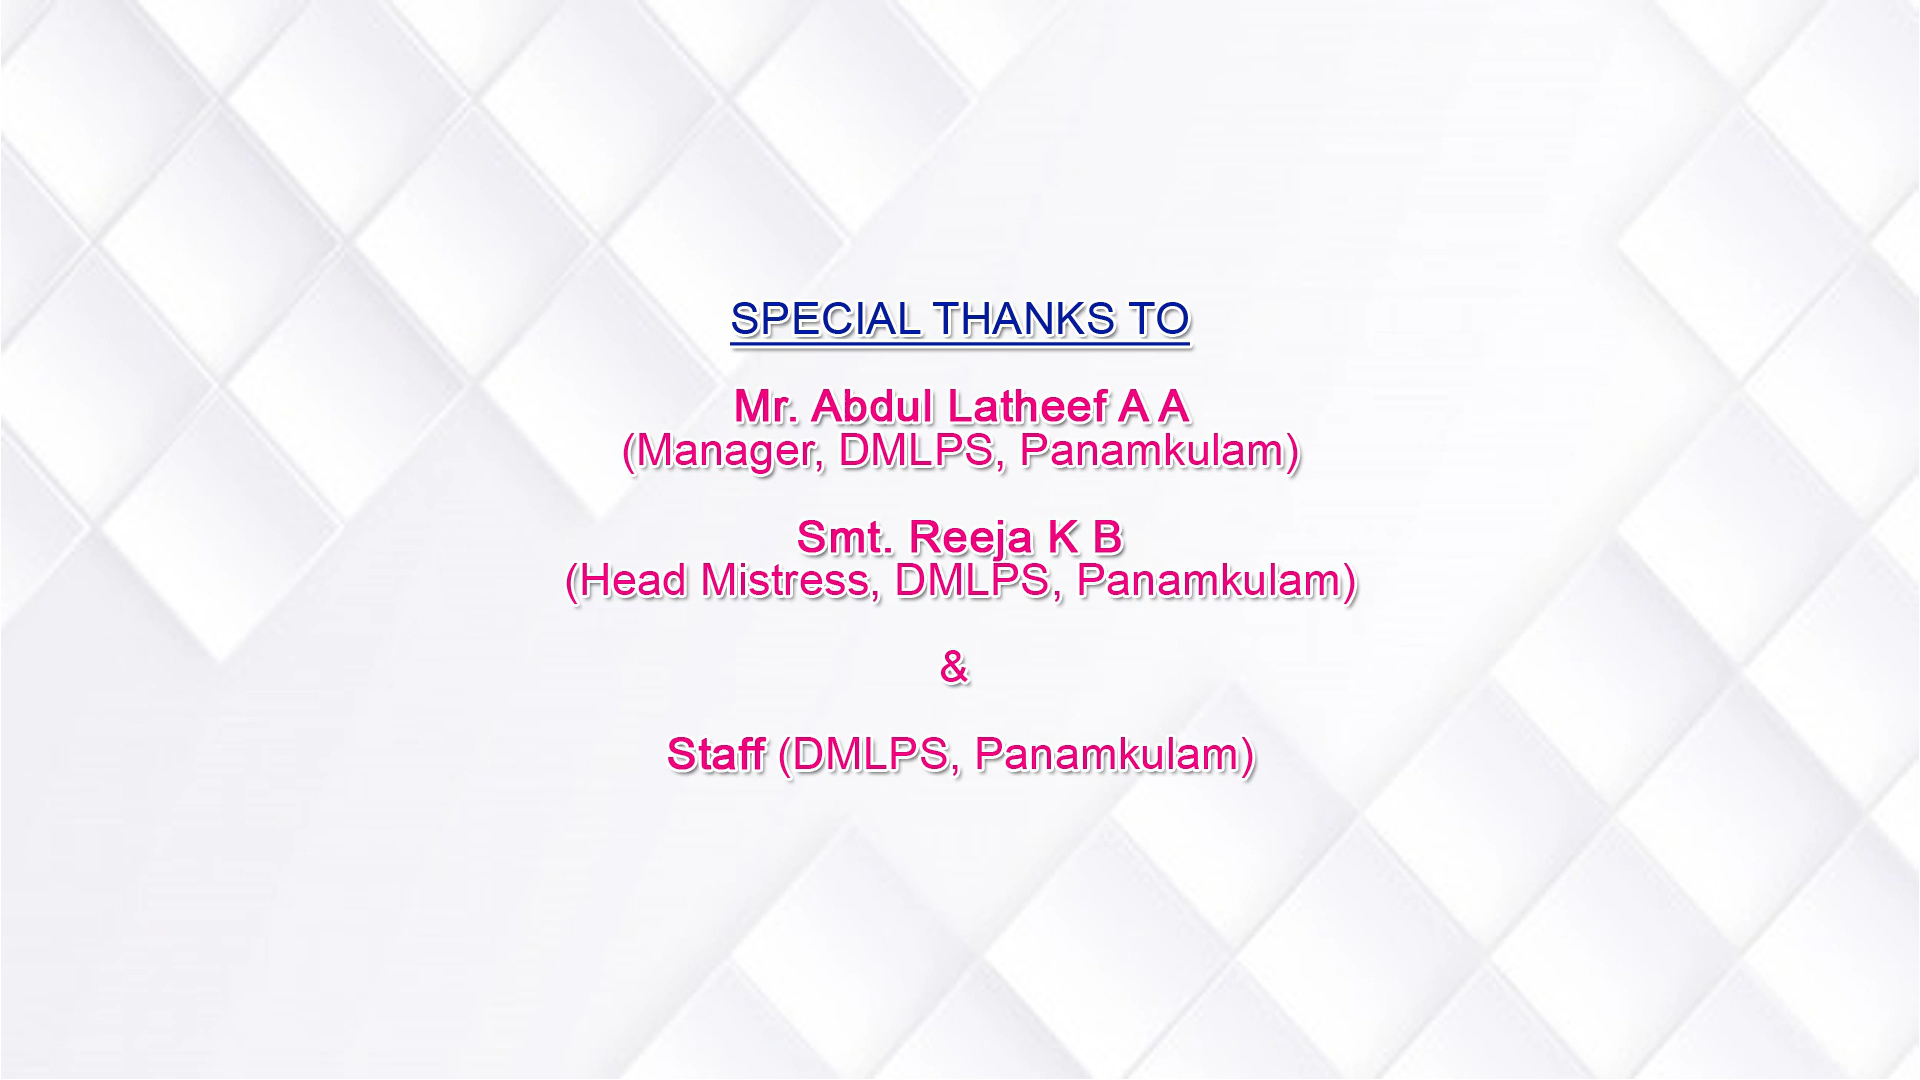 SPECIAL THANKS TO
Mr. Abdul Latheef A A
(Manager, DMLPS, Panamkulam)
Smt. Reeja K B
(Head Mistress, DMLPS, Panamkulam)
&
Staff (DMLPS, Panamkulam)